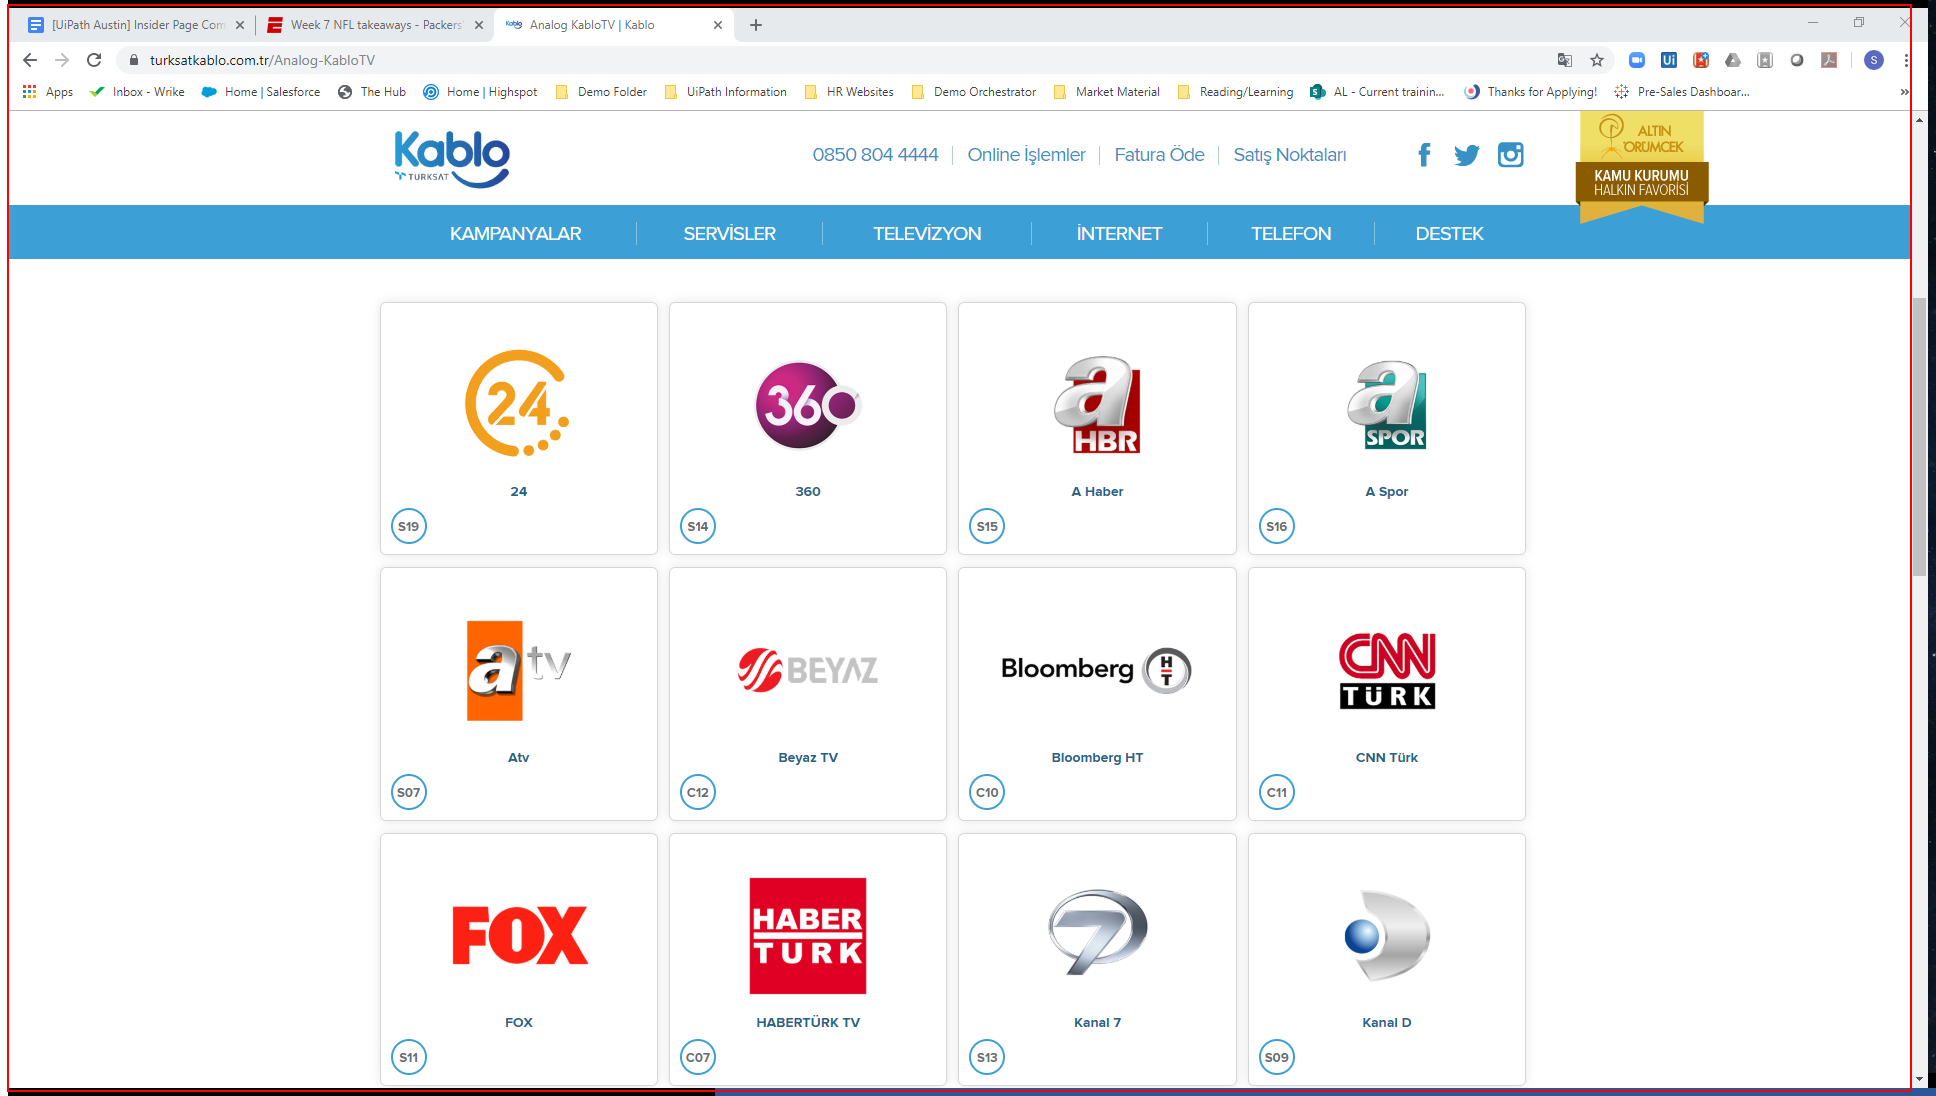 [UiPath Austin] Insider Page Com
Week 7 NFL takeaways - Packers'
Analog KabloTV | Kablo
turksatkablo.com.tr/Analog-KabloTV
Apps
Inbox - Wrike
Home | Salesforce
The Hub
Home | Highspot
Demo Folder
UiPath Information
HR Websites
Demo Orchestrator
Market Material
Reading/Learning
AL - Current trainin...
Thanks for Applying!
Pre-Sales Dashboar...
Kablo
TURKSAT
0850 804 4444
Online İşlemler
Fatura Öde
Satış Noktaları
ALTIN
ÖRÜMCEK
KAMU KURUMU
HALKIN FAVORİSİ
KAMPANYALAR
SERVİSLER
TELEVİZYON
İNTERNET
TELEFON
DESTEK
24
24
S19
360
360
S14
a
HBR
A Haber
S15
a
SPOR
A Spor
S16
atv
Atv
S07
BEYAZ
Beyaz TV
C12
Bloomberg HT
Bloomberg HT
C10
CNN
TÜRK
CNN Türk
C11
FOX
FOX
S11
HABER
TURK
HABERTÜRK TV
C07
7
Kanal 7
S13
Kanal D
S09